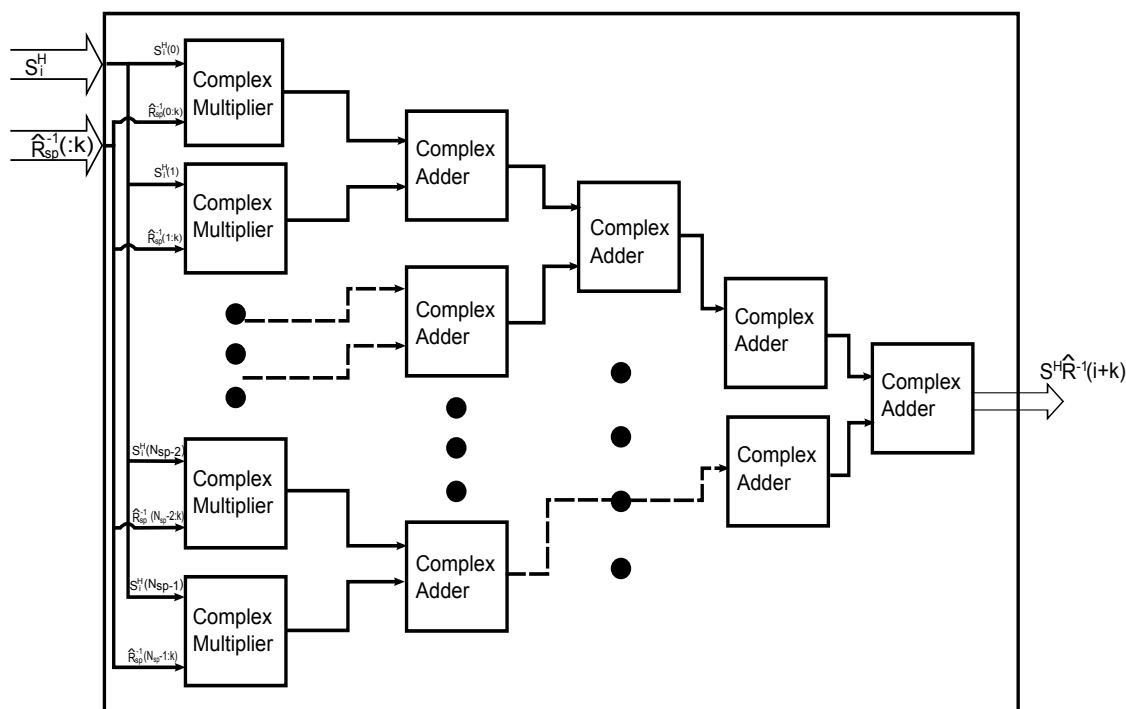 S_i^H
R̂_sp^-1(:k)
S_i^H(0)
R̂_sp^-1(0:k)
Complex
Multiplier
S_i^H(1)
R̂_sp^-1(1:k)
Complex
Multiplier
Complex
Adder
Complex
Adder
Complex
Adder
Complex
Adder
Complex
Adder
S^H R̂^-1(i+k)
S_i^H(N_sp-2)
R̂_sp^-1 (N_sp-2:k)
Complex
Multiplier
Complex
Adder
S_i^H(N_sp-1)
R̂_sp^-1(N_sp-1:k)
Complex
Multiplier
Complex
Adder